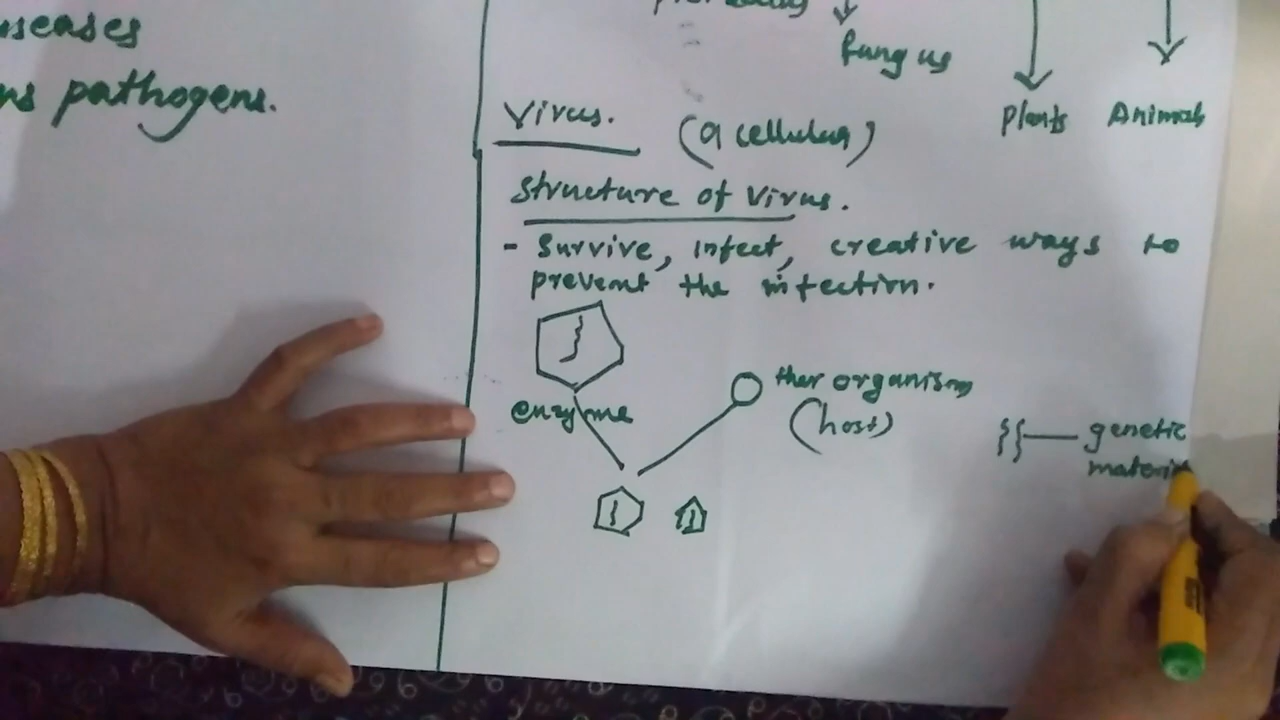 seases
ns pathogens.
fungus
Plants Animals
Virus. (a cellular)
Structure of Virus.
- Survive, infect, creative ways to
prevent the infection.
enzyme
ther organism
(host)
genetic
materi